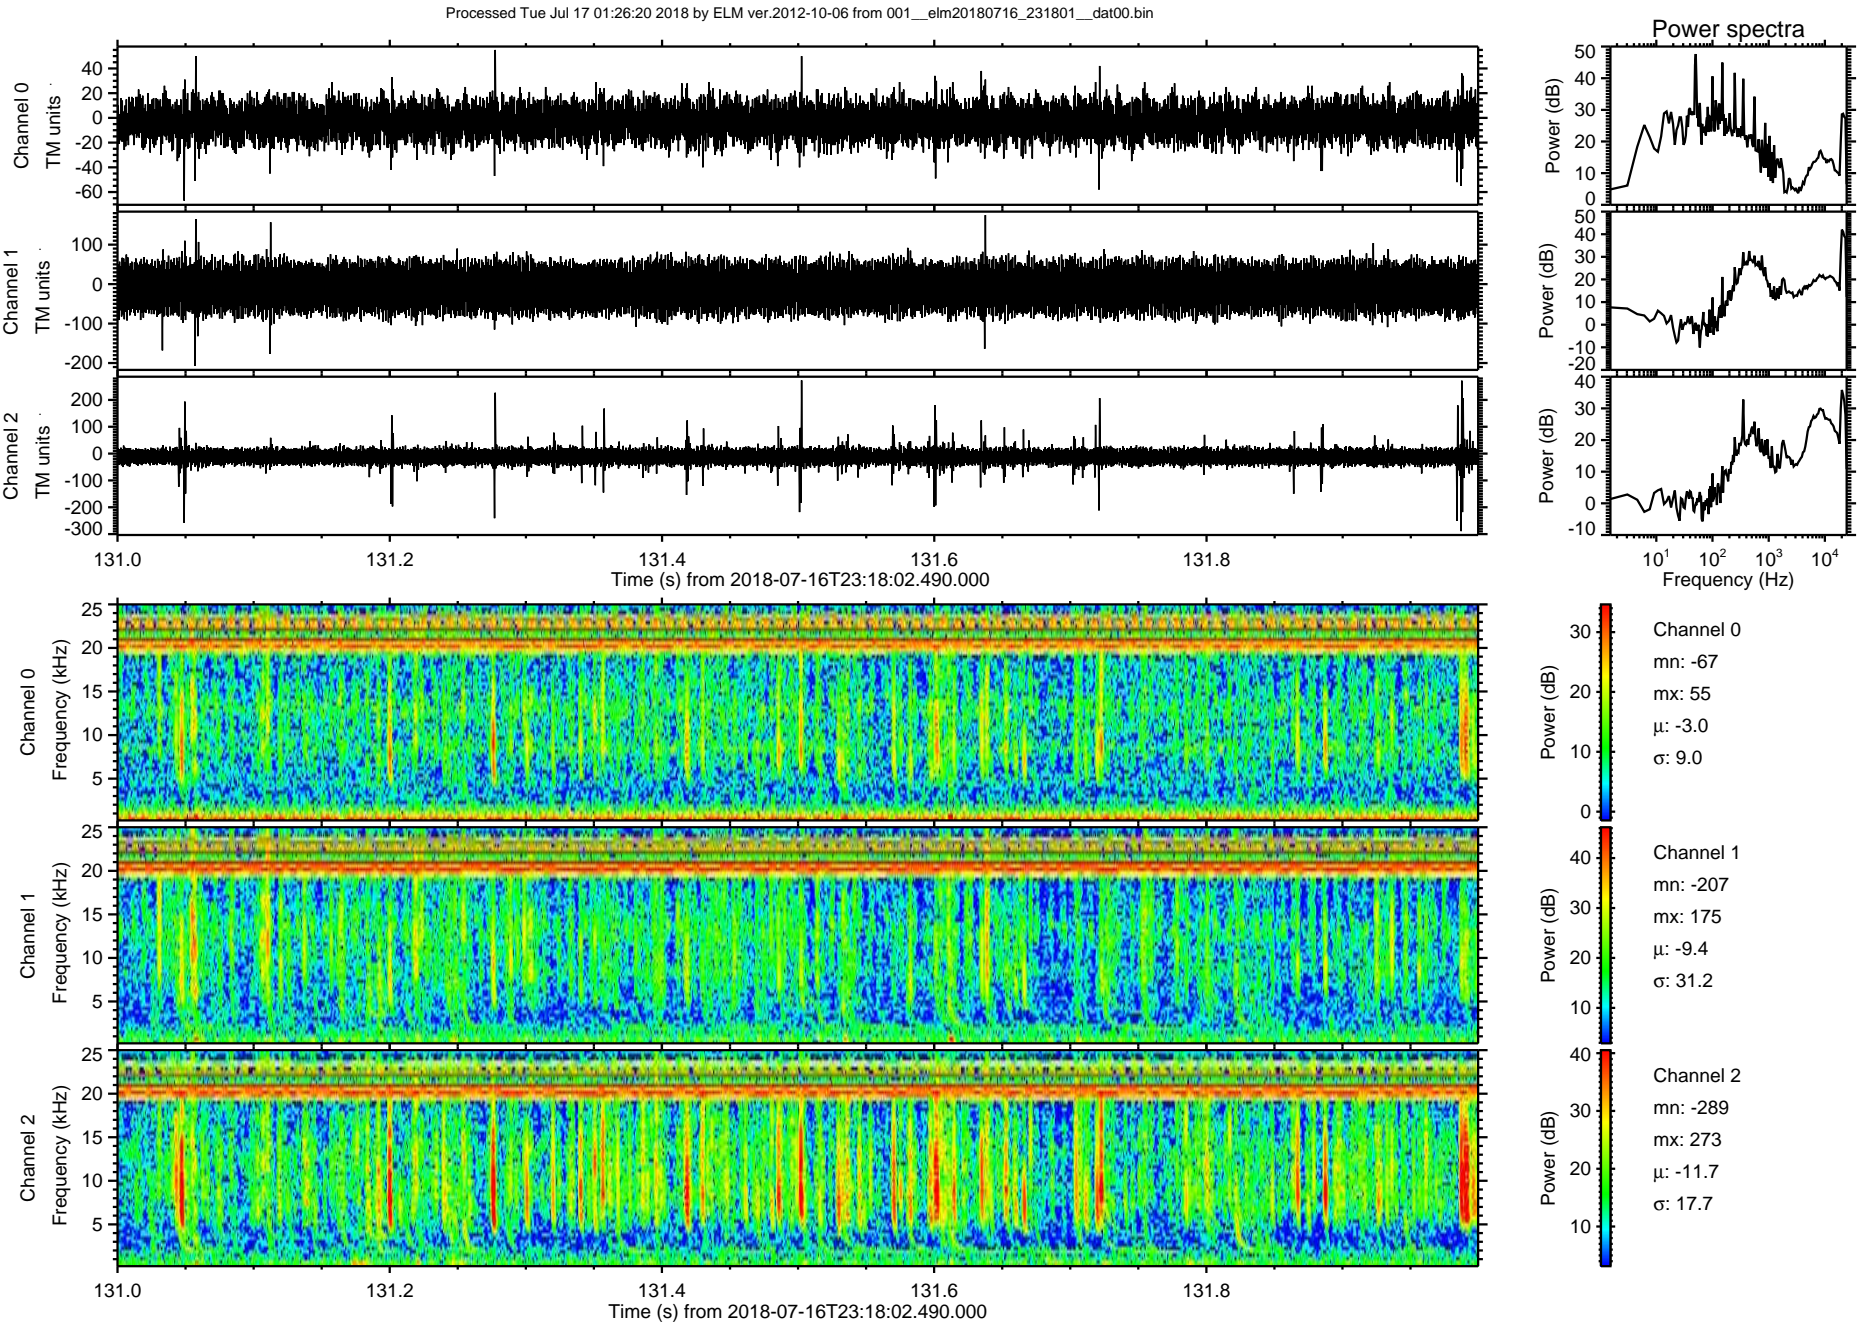 Processed Tue Jul 17 01:26:20 2018 by ELM ver.2012-10-06 from 001__elm20180716_231801__dat00.bin
Power spectra
Channel 0
TM units
40
20
0
-20
-40
-60
Power (dB)
50
40
30
20
10
0
Channel 1
TM units
100
0
-100
-200
Power (dB)
50
40
30
20
10
0
-10
-20
Channel 2
TM units
200
100
0
-100
-200
-300
Power (dB)
40
30
20
10
0
-10
131.0 131.2 131.4 131.6 131.8
Time (s) from 2018-07-16T23:18:02.490.000
10^1 10^2 10^3 10^4
Frequency (Hz)
Channel 0
Frequency (kHz)
25
20
15
10
5
Power (dB)
30
20
10
0
Channel 0
mn: -67
mx: 55
μ: -3.0
σ: 9.0
Channel 1
Frequency (kHz)
25
20
15
10
5
Power (dB)
40
30
20
10
Channel 1
mn: -207
mx: 175
μ: -9.4
σ: 31.2
Channel 2
Frequency (kHz)
25
20
15
10
5
Power (dB)
40
30
20
10
Channel 2
mn: -289
mx: 273
μ: -11.7
σ: 17.7
131.0 131.2 131.4 131.6 131.8
Time (s) from 2018-07-16T23:18:02.490.000